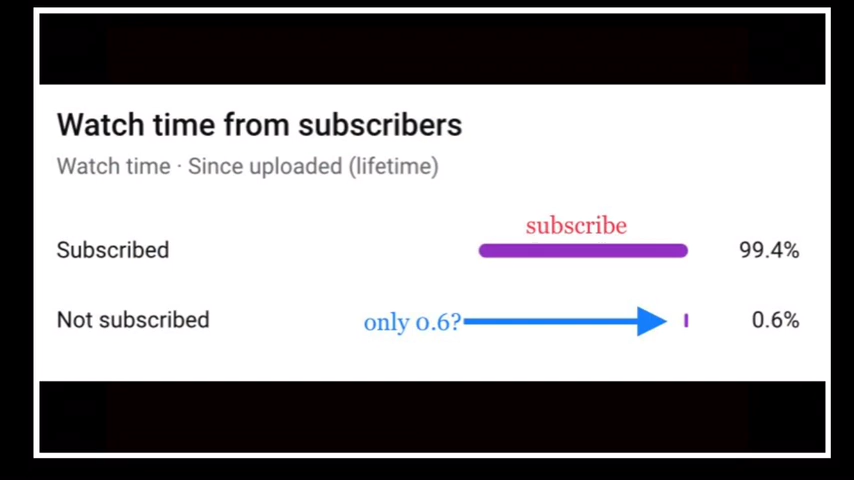 Watch time from subscribers
Watch time · Since uploaded (lifetime)
subscribe
Subscribed 99.4%
Not subscribed only 0.6? 0.6%